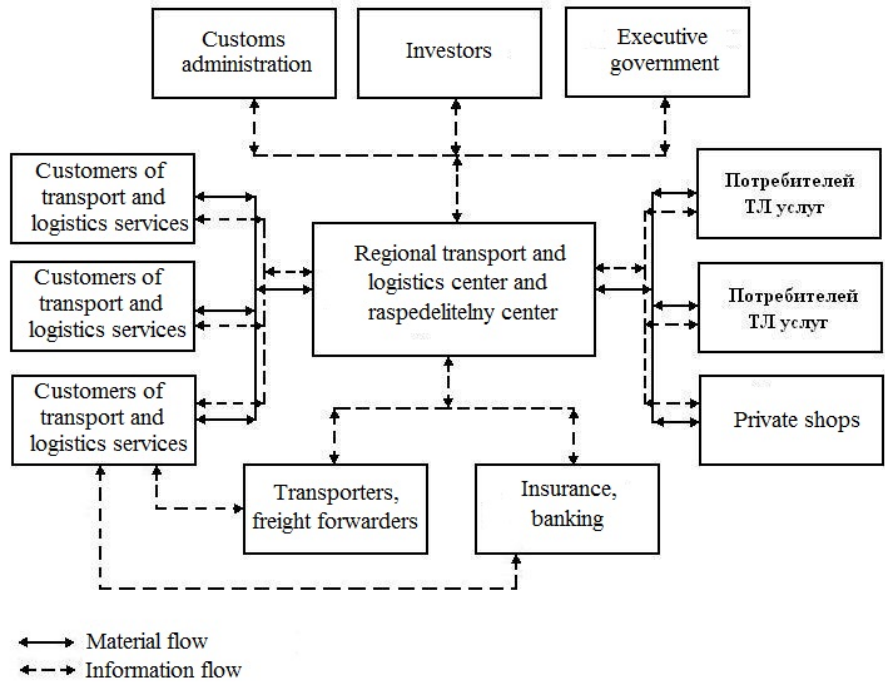 Customs
administration
Investors
Executive
government
Customers of
transport and
logistics services
Потребителей
ТЛ услуг
Regional transport and
logistics center and
raspedelitelny center
Customers of
transport and
logistics services
Потребителей
ТЛ услуг
Customers of
transport and
logistics services
Private shops
Transporters,
freight forwarders
Insurance,
banking
Material flow
Information flow